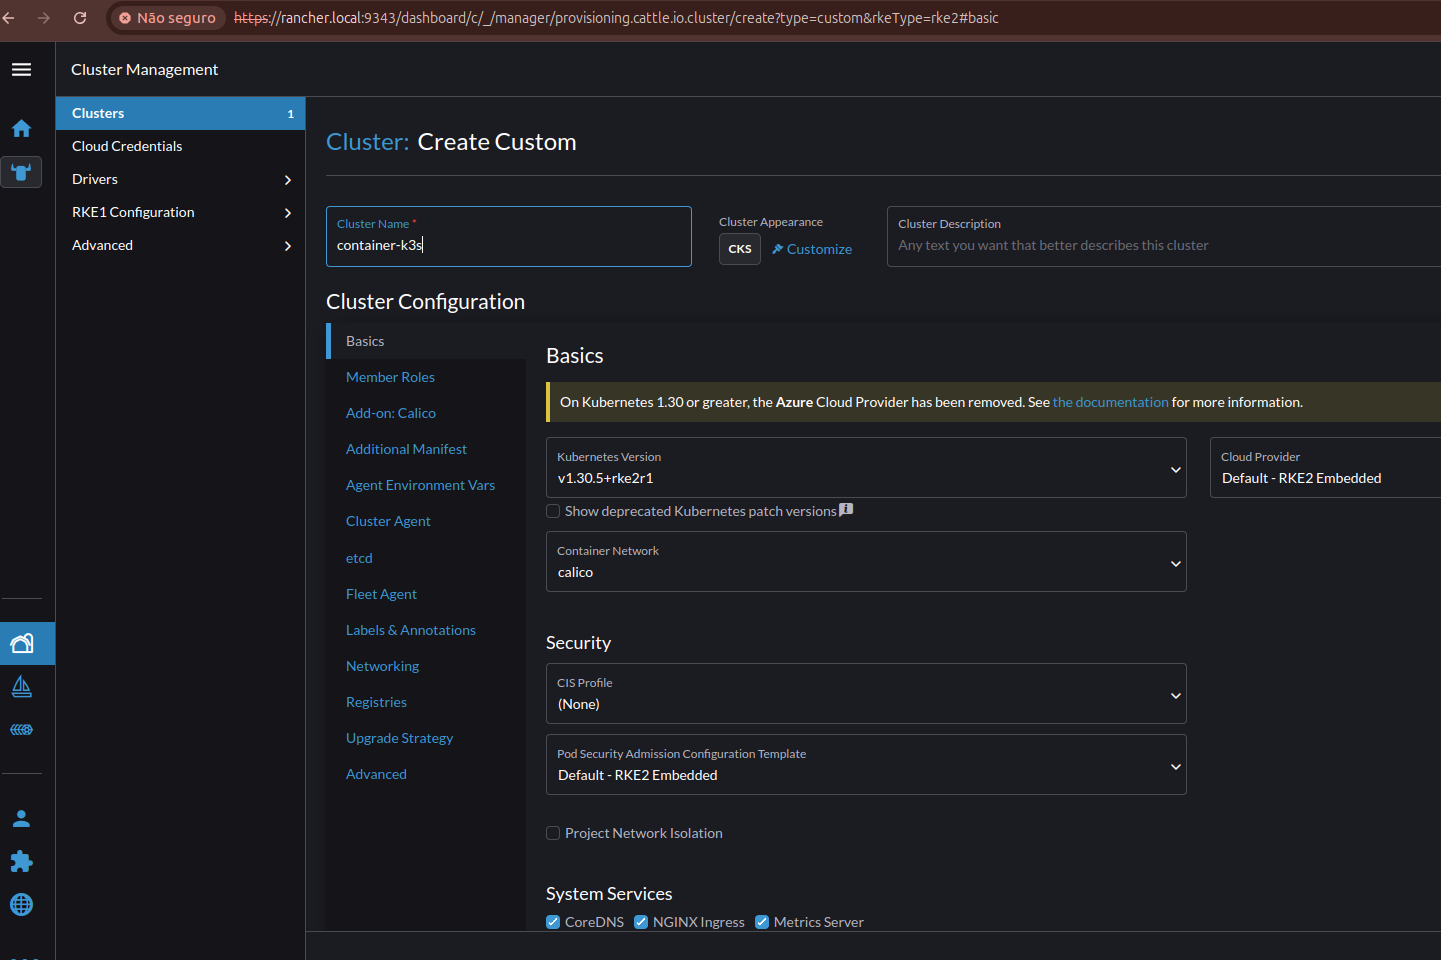 Não seguro https://rancher.local:9343/dashboard/c/_/manager/provisioning.cattle.io.cluster/create?type=custom&rkeType=rke2#basic
Cluster Management
Clusters 1
Cloud Credentials
Drivers
RKE1 Configuration
Advanced
Cluster: Create Custom
Cluster Name *
container-k3s
Cluster Appearance
CKS Customize
Cluster Description
Any text you want that better describes this cluster
Cluster Configuration
Basics
Member Roles
Add-on: Calico
Additional Manifest
Agent Environment Vars
Cluster Agent
etcd
Fleet Agent
Labels & Annotations
Networking
Registries
Upgrade Strategy
Advanced
Basics
On Kubernetes 1.30 or greater, the Azure Cloud Provider has been removed. See the documentation for more information.
Kubernetes Version
v1.30.5+rke2r1
Cloud Provider
Default - RKE2 Embedded
Show deprecated Kubernetes patch versions
Container Network
calico
Security
CIS Profile
(None)
Pod Security Admission Configuration Template
Default - RKE2 Embedded
Project Network Isolation
System Services
CoreDNS NGINX Ingress Metrics Server